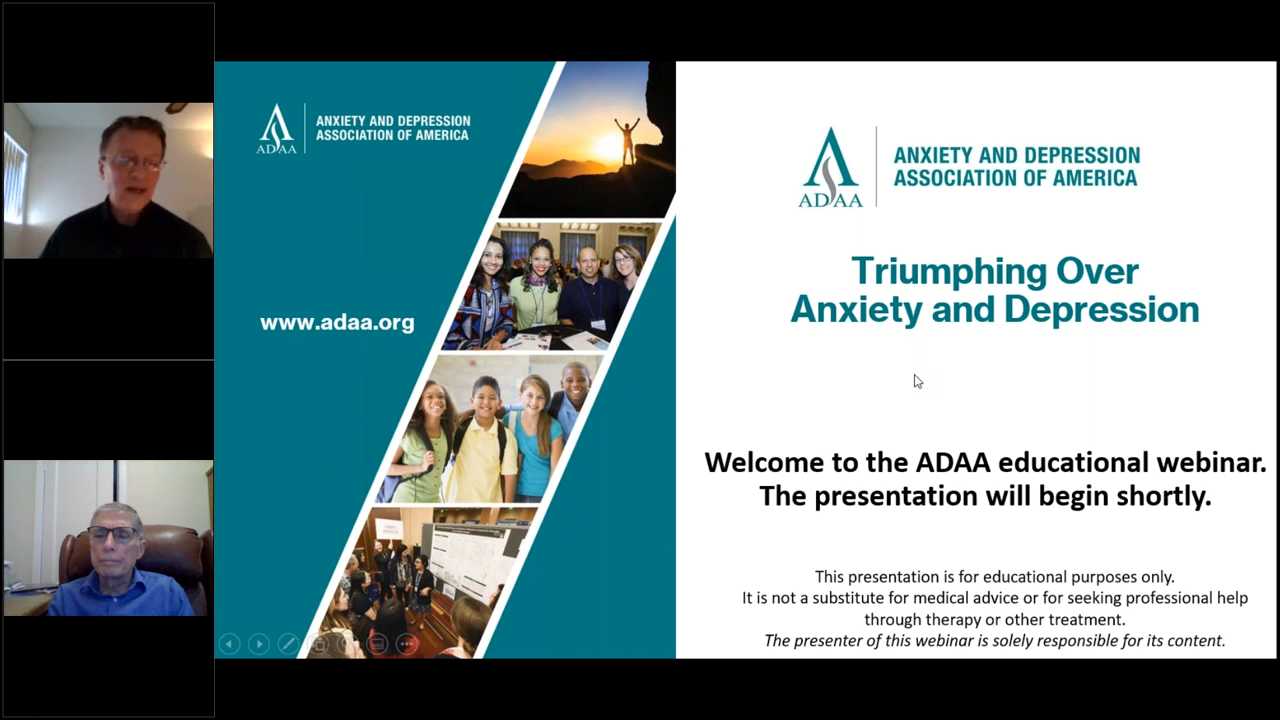 ADAA
ANXIETY AND DEPRESSION
ASSOCIATION OF AMERICA
www.adaa.org
ADAA
ANXIETY AND DEPRESSION
ASSOCIATION OF AMERICA
Triumphing Over
Anxiety and Depression
Welcome to the ADAA educational webinar.
The presentation will begin shortly.
This presentation is for educational purposes only.
It is not a substitute for medical advice or for seeking professional help
through therapy or other treatment.
The presenter of this webinar is solely responsible for its content.